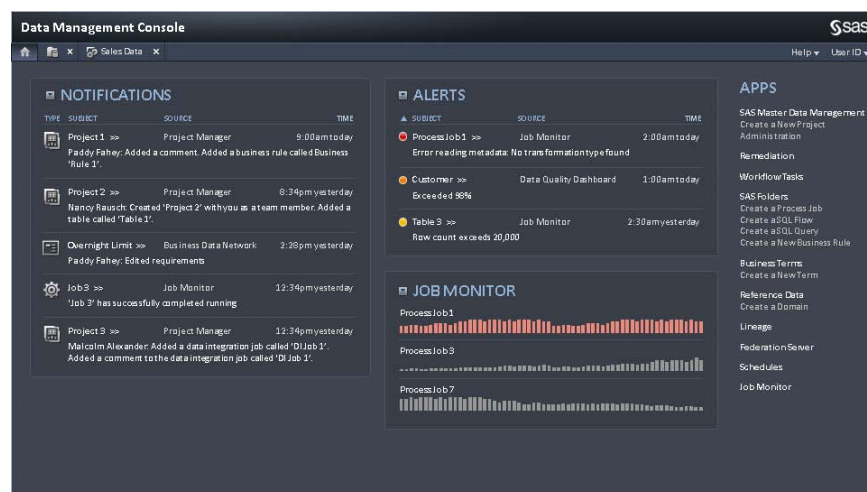 Data Management Console
sas
Sales Data
Help
User ID
NOTIFICATIONS
TYPE SUBJECT SOURCE TIME
Project 1 >> Project Manager 9:00am today
Paddy Fahey: Added a comment. Added a business rule called Business
'Rule 1'.
Project 2 >> Project Manager 8:34pm yesterday
Nancy Rausch: Created 'Project 2' with you as a team member. Added a
table called 'Table 1'.
Overnight Limit >> Business Data Network 2:28pm yesterday
Paddy Fahey: Edited requirements
Job 3 >> Job Monitor 12:34pm yesterday
'Job 3' has successfully completed running
Project 3 >> Project Manager 12:34pm yesterday
Malcolm Alexander: Added a data integration job called 'DI Job 1'.
Added a comment to the data integration job called 'DI Job 1'.
ALERTS
SUBJECT SOURCE TIME
Process Job 1 >> Job Monitor 2:00am today
Error reading metadata: No transformation type found
Customer >> Data Quality Dashboard 1:00am today
Exceeded 98%
Table 3 >> Job Monitor 2:30am yesterday
Row count exceeds 20,000
JOB MONITOR
Process Job 1
Process Job 3
Process Job 7
APPS
SAS Master Data Management
Create a New Project
Administration
Remediation
Workflow Tasks
SAS Folders
Create a Process Job
Create a SQL Flow
Create a SQL Query
Create a New Business Rule
Business Terms
Create a New Term
Reference Data
Create a Domain
Lineage
Federation Server
Schedules
Job Monitor